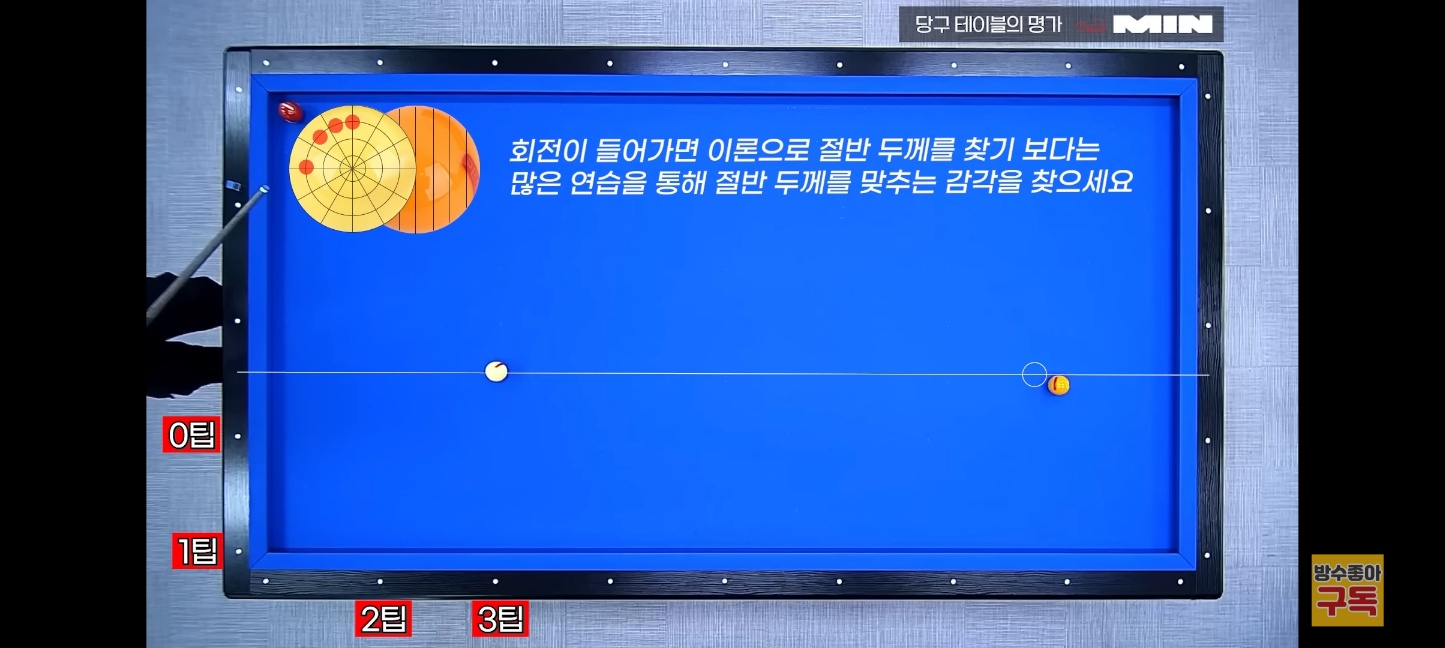 당구 테이블의 명가 MIN
회전이 들어가면 이론으로 절반 두께를 찾기 보다는
많은 연습을 통해 절반 두께를 맞추는 감각을 찾으세요
0팁
1팁
2팁
3팁
방수좋아
구독